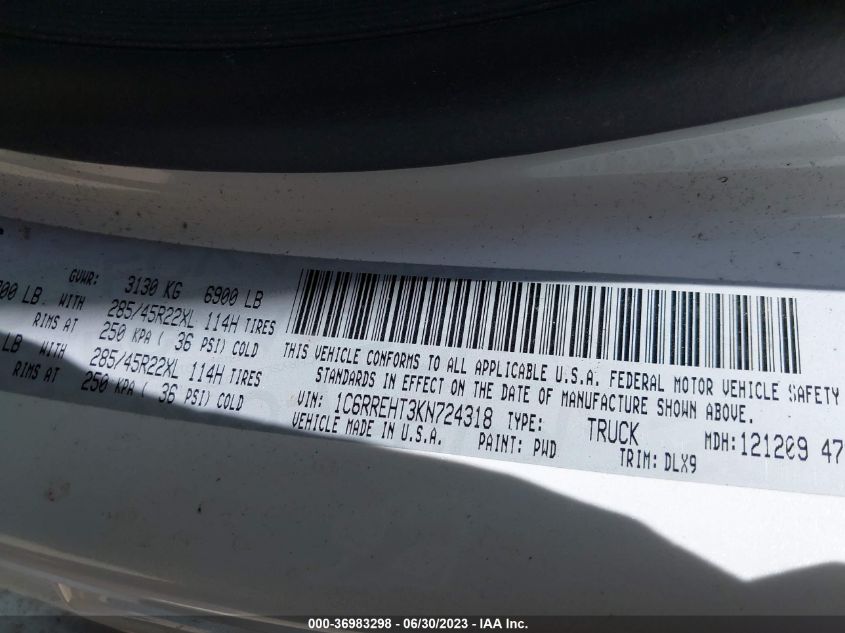 GVWR: 3130 KG 6900 LB
LB. WITH 285/45R22XL 114H TIRES
RIMS AT 250 KPA ( 36 PSI) COLD
LB WITH 285/45R22XL 114H TIRES
RIMS AT 250 KPA ( 36 PSI) COLD
THIS VEHICLE CONFORMS TO ALL APPLICABLE U.S.A. FEDERAL MOTOR VEHICLE SAFETY
STANDARDS IN EFFECT ON THE DATE OF MANUFACTURE SHOWN ABOVE.
VIN: 1C6RREHT3KN724318 TYPE: TRUCK MDH:121209 47
VEHICLE MADE IN U.S.A. PAINT: PWD TRIM: DLX9
000-36983298 - 06/30/2023 - IAA Inc.